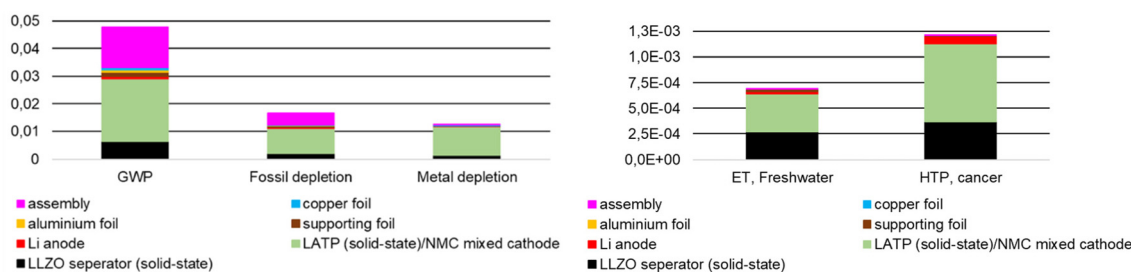 0,05
0,04
0,03
0,02
0,01
0
GWP Fossil depletion Metal depletion
assembly copper foil
aluminium foil supporting foil
Li anode LATP (solid-state)/NMC mixed cathode
LLZO seperator (solid-state)
1,3E-03
1,0E-03
7,5E-04
5,0E-04
2,5E-04
0,0E+00
ET, Freshwater HTP, cancer
assembly copper foil
aluminium foil supporting foil
Li anode LATP (solid-state)/NMC mixed cathode
LLZO seperator (solid-state)